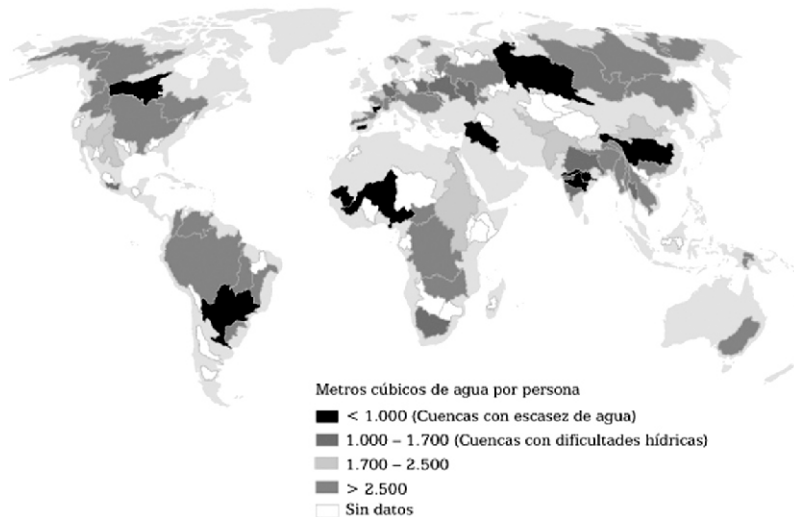 Metros cúbicos de agua por persona
< 1.000 (Cuencas con escasez de agua)
1.000 – 1.700 (Cuencas con dificultades hídricas)
1.700 – 2.500
> 2.500
Sin datos